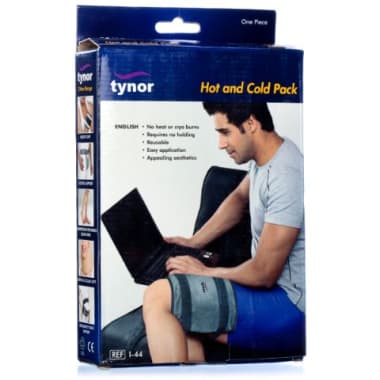 One Piece
tynor
Hot and Cold Pack
ENGLISH • No heat or cryo burns
• Requires no holding
• Reusable
• Easy application
• Appealing aesthetics
REF I-44
CE